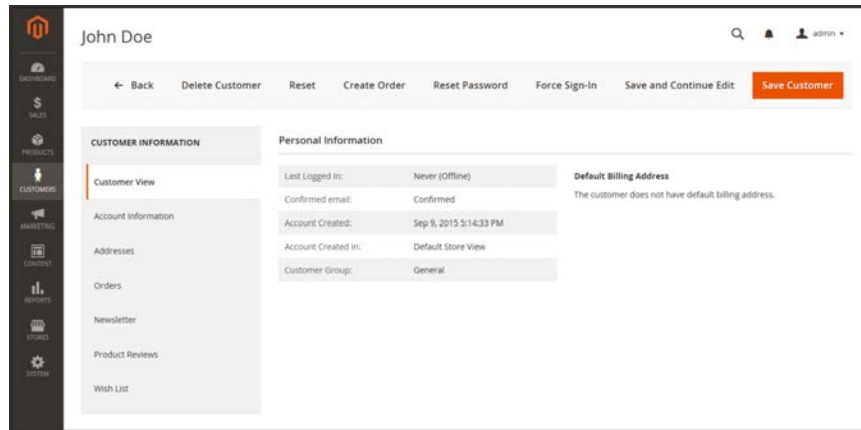 John Doe
admin
DASHBOARD
SALES
PRODUCTS
CUSTOMERS
MARKETING
CONTENT
REPORTS
STORES
SYSTEM
← Back Delete Customer Reset Create Order Reset Password Force Sign-In Save and Continue Edit Save Customer
CUSTOMER INFORMATION
Customer View
Account Information
Addresses
Orders
Newsletter
Product Reviews
Wish List
Personal Information
Last Logged In: Never (Offline)
Confirmed email: Confirmed
Account Created: Sep 9, 2015 5:14:33 PM
Account Created in: Default Store View
Customer Group: General
Default Billing Address
The customer does not have default billing address.